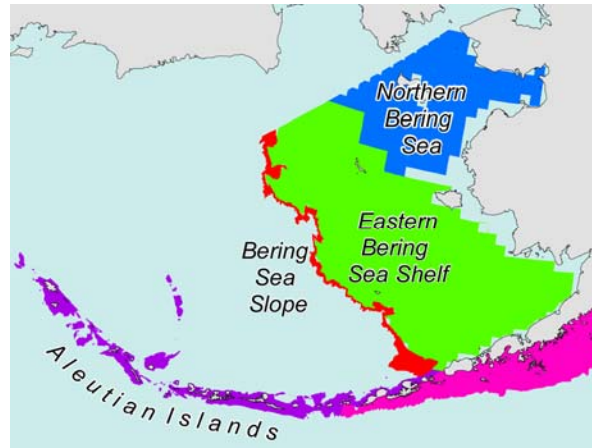 Northern
Bering
Sea
Eastern
Bering
Sea Shelf
Bering
Sea
Slope
Aleutian Islands